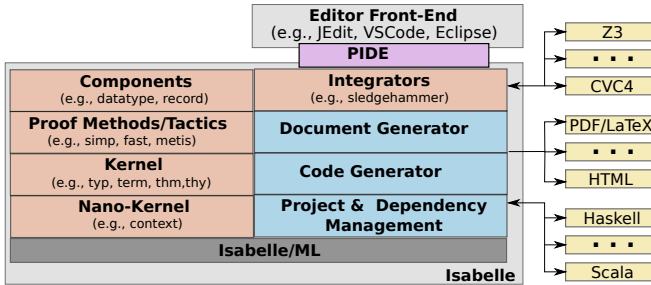 Editor Front-End
(e.g., JEdit, VSCode, Eclipse)
PIDE
Components
(e.g., datatype, record)
Integrators
(e.g., sledgehammer)
Proof Methods/Tactics
(e.g., simp, fast, metis)
Document Generator
Kernel
(e.g., typ, term, thm,thy)
Code Generator
Nano-Kernel
(e.g., context)
Project & Dependency
Management
Isabelle/ML
Isabelle
Z3
...
CVC4
PDF/LaTeX
...
HTML
Haskell
...
Scala